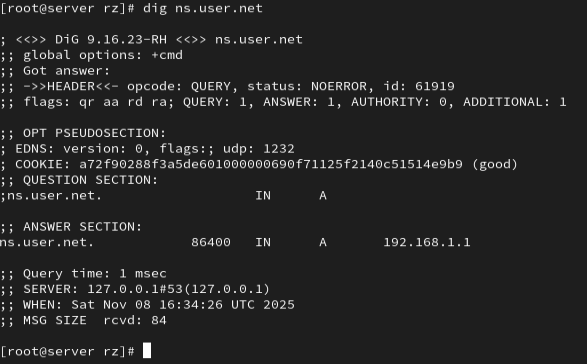 [root@server rz]# dig ns.user.net
; <<>> DiG 9.16.23-RH <<>> ns.user.net
;; global options: +cmd
;; Got answer:
;; ->>HEADER<<- opcode: QUERY, status: NOERROR, id: 61919
;; flags: qr aa rd ra; QUERY: 1, ANSWER: 1, AUTHORITY: 0, ADDITIONAL: 1
;; OPT PSEUDOSECTION:
; EDNS: version: 0, flags:; udp: 1232
; COOKIE: a72f90288f3a5de601000000690f71125f2140c51514e9b9 (good)
;; QUESTION SECTION:
;ns.user.net. IN A
;; ANSWER SECTION:
ns.user.net. 86400 IN A 192.168.1.1
;; Query time: 1 msec
;; SERVER: 127.0.0.1#53(127.0.0.1)
;; WHEN: Sat Nov 08 16:34:26 UTC 2025
;; MSG SIZE rcvd: 84
[root@server rz]#